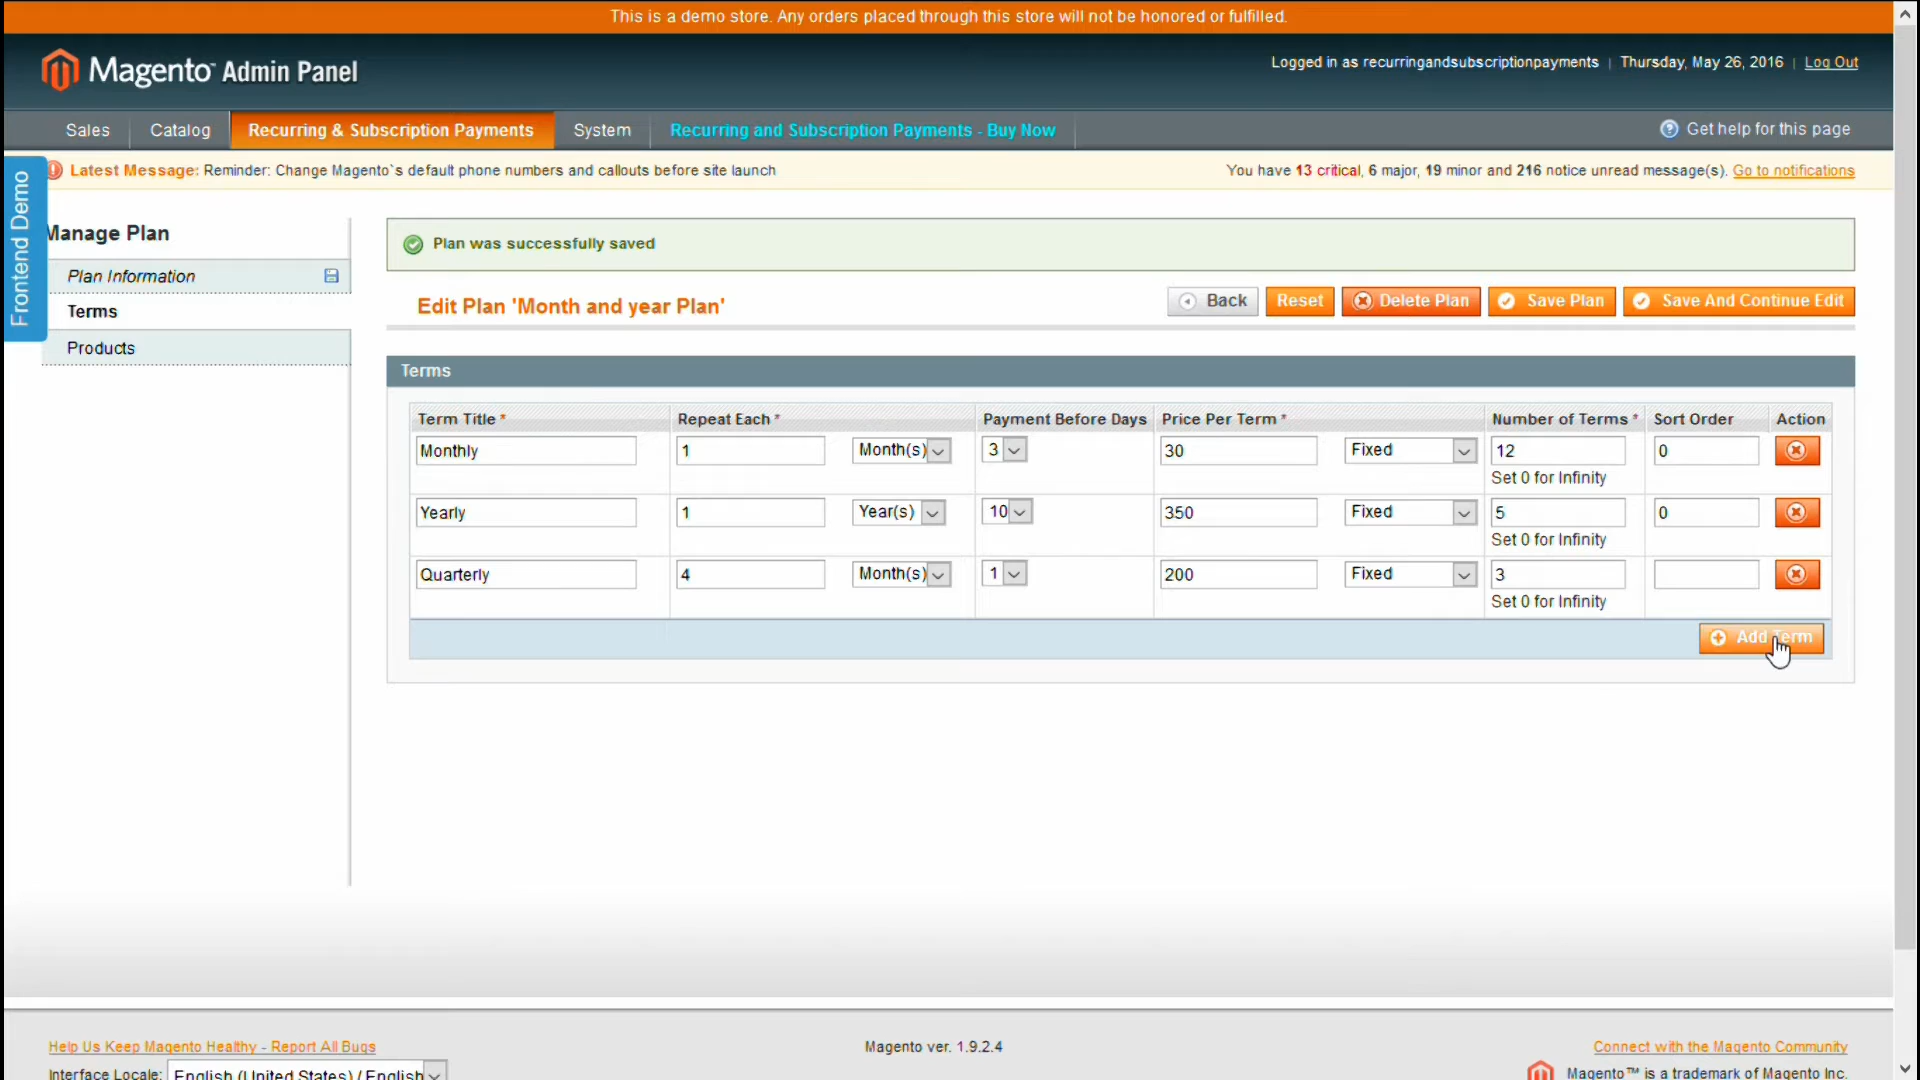 This is a demo store. Any orders placed through this store will not be honored or fulfilled.
Magento™ Admin Panel
Logged in as recurringandsubscriptionpayments | Thursday, May 26, 2016 | Log Out
Sales
Catalog
Recurring & Subscription Payments
System
Recurring and Subscription Payments - Buy Now
Get help for this page
Latest Message: Reminder: Change Magento`s default phone numbers and callouts before site launch
You have 13 critical, 6 major, 19 minor and 216 notice unread message(s). Go to notifications
Frontend Demo
Manage Plan
Plan Information
Terms
Products
Plan was successfully saved
Edit Plan 'Month and year Plan'
Back
Reset
Delete Plan
Save Plan
Save And Continue Edit
Terms
Term Title * Repeat Each * Payment Before Days Price Per Term * Number of Terms * Sort Order Action
Monthly 1 Month(s) 3 30 Fixed 12 0
Set 0 for Infinity
Yearly 1 Year(s) 10 350 Fixed 5 0
Set 0 for Infinity
Quarterly 4 Month(s) 1 200 Fixed 3
Set 0 for Infinity
Add Term
Help Us Keep Magento Healthy - Report All Bugs
Magento ver. 1.9.2.4
Connect with the Magento Community
Interface Locale: English (United States) / English
Magento™ is a trademark of Magento Inc.